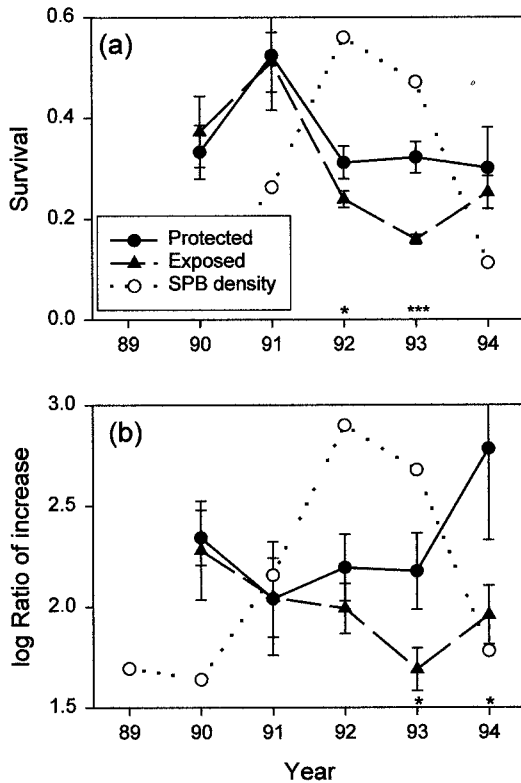 (a)
0.6
0.4
0.2
0.0
Survival
Protected
Exposed
SPB density
* ***
89 90 91 92 93 94
(b)
3.0
2.5
2.0
1.5
log Ratio of increase
* *
89 90 91 92 93 94
Year